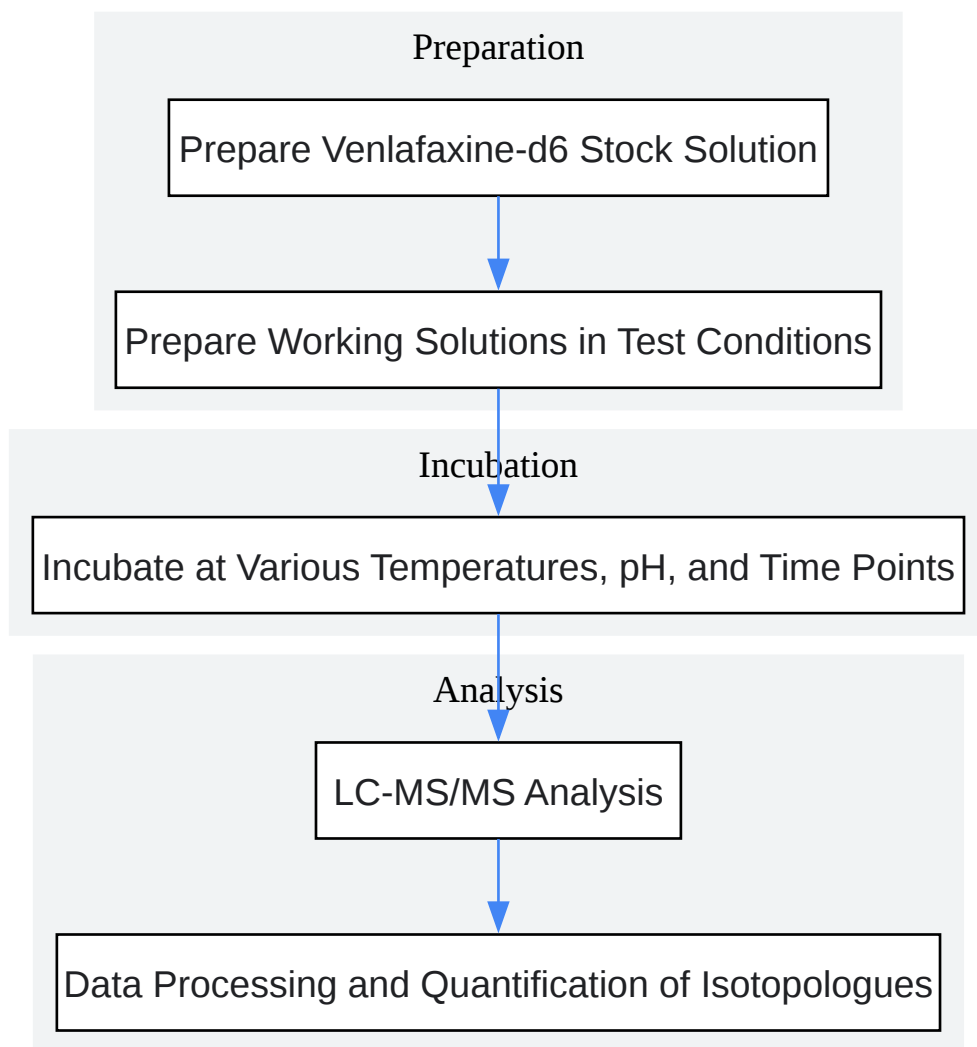 Preparation
Prepare Venlafaxine-d6 Stock Solution
Prepare Working Solutions in Test Conditions
Incubation
Incubate at Various Temperatures, pH, and Time Points
Analysis
LC-MS/MS Analysis
Data Processing and Quantification of Isotopologues